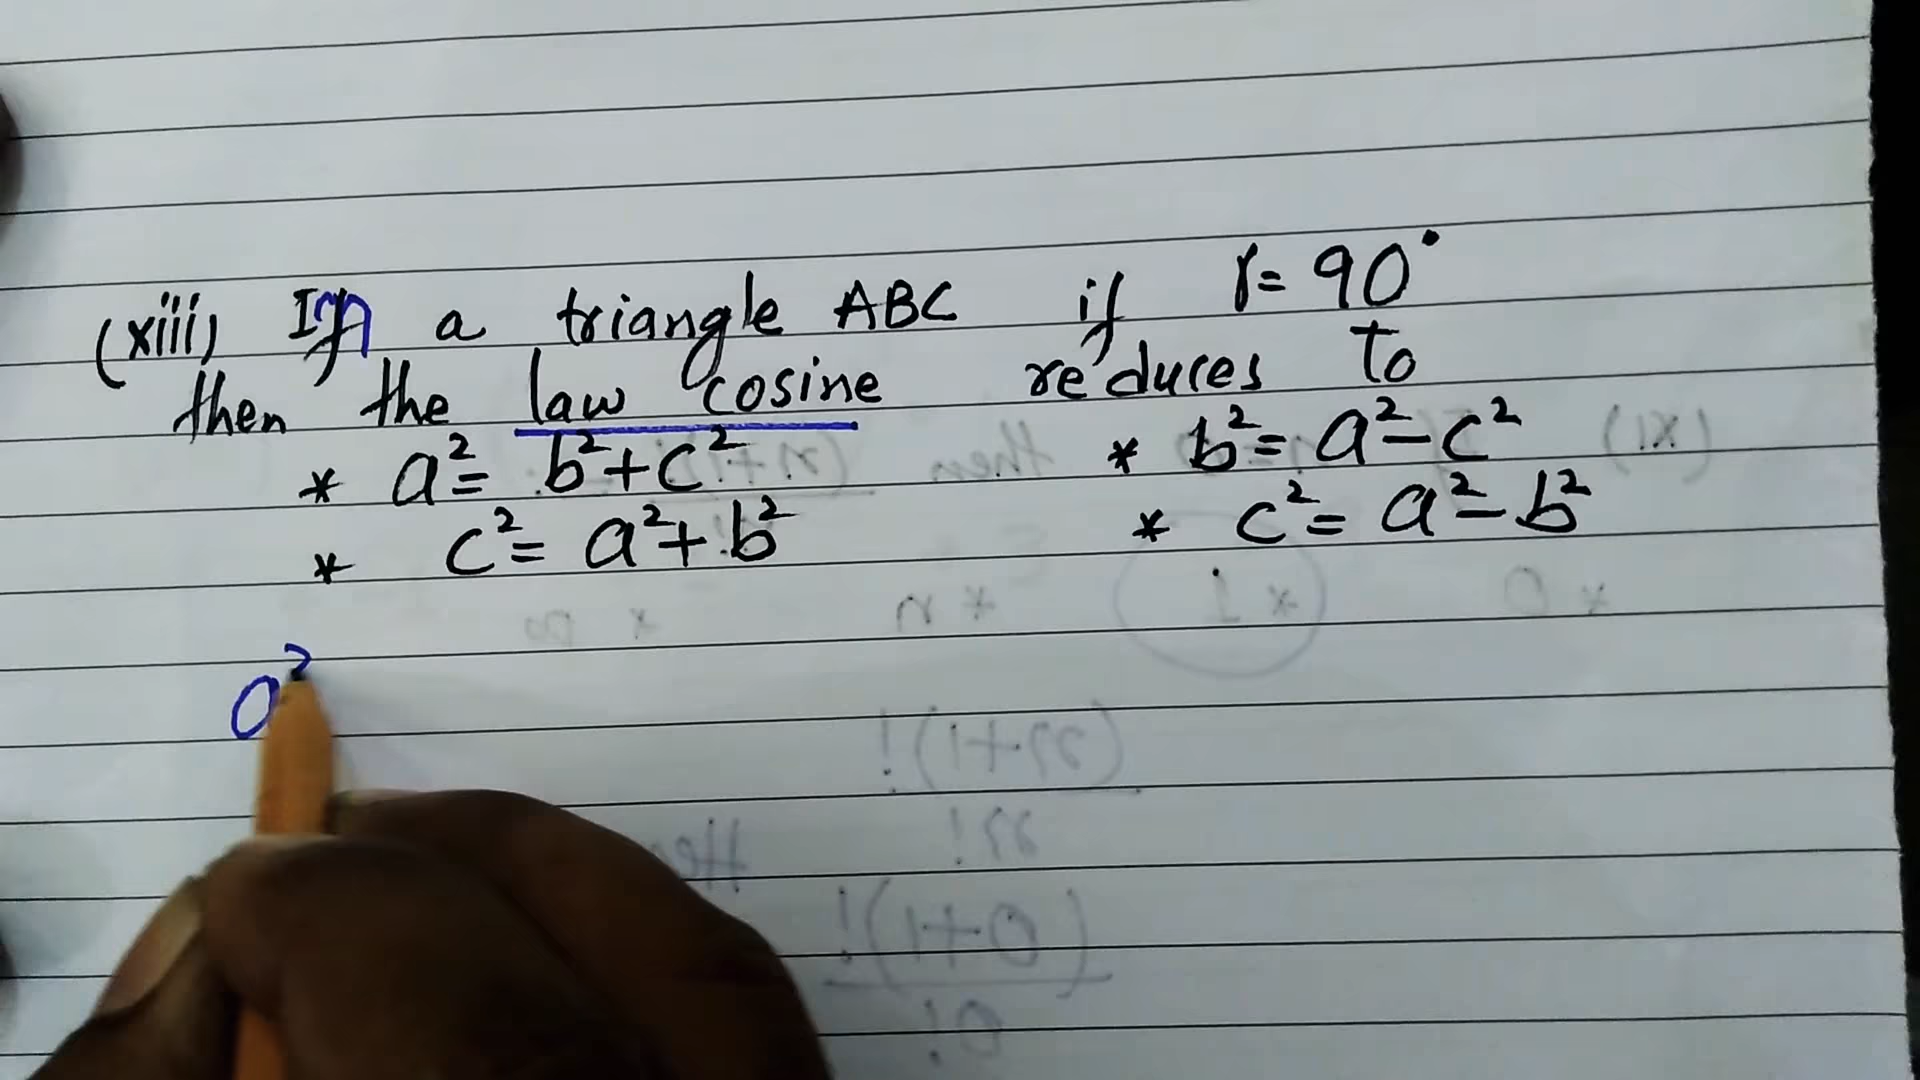 (xiii) In a triangle ABC if γ = 90°
then the law cosine reduces to
* a² = b² + c² * b² = a² - c²
* c² = a² + b² * c² = a² - b²
a²